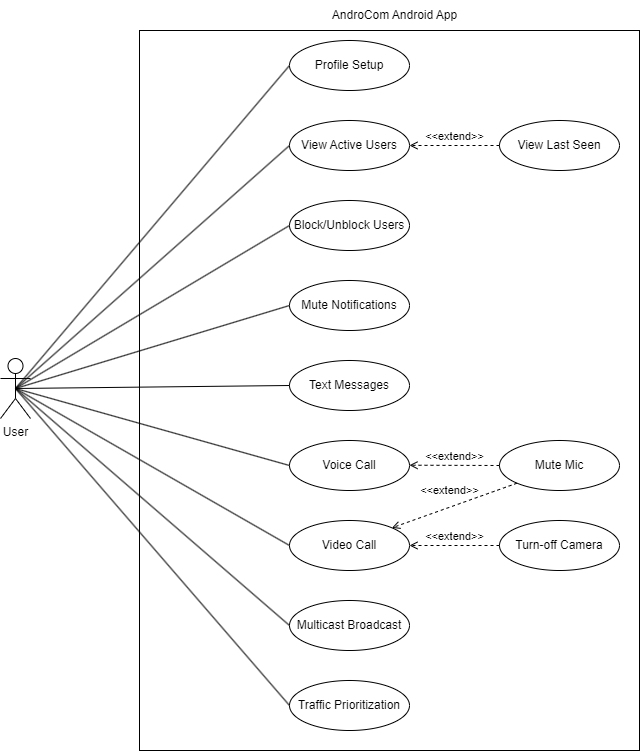 AndroCom Android App
Profile Setup
View Active Users
<<extend>>
View Last Seen
Block/Unblock Users
Mute Notifications
User
Text Messages
Voice Call
<<extend>>
Mute Mic
<<extend>>
Video Call
<<extend>>
Turn-off Camera
Multicast Broadcast
Traffic Prioritization